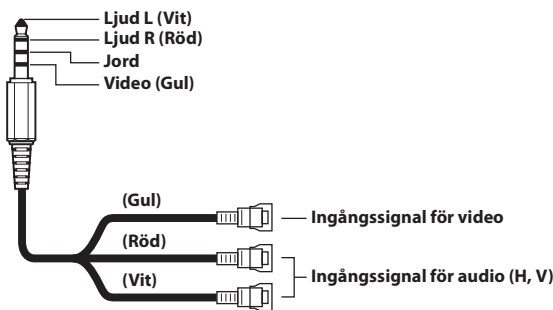 Ljud L (Vit)
Ljud R (Röd)
Jord
Video (Gul)
(Gul)
Ingångssignal för video
(Röd)
Ingångssignal för audio (H, V)
(Vit)